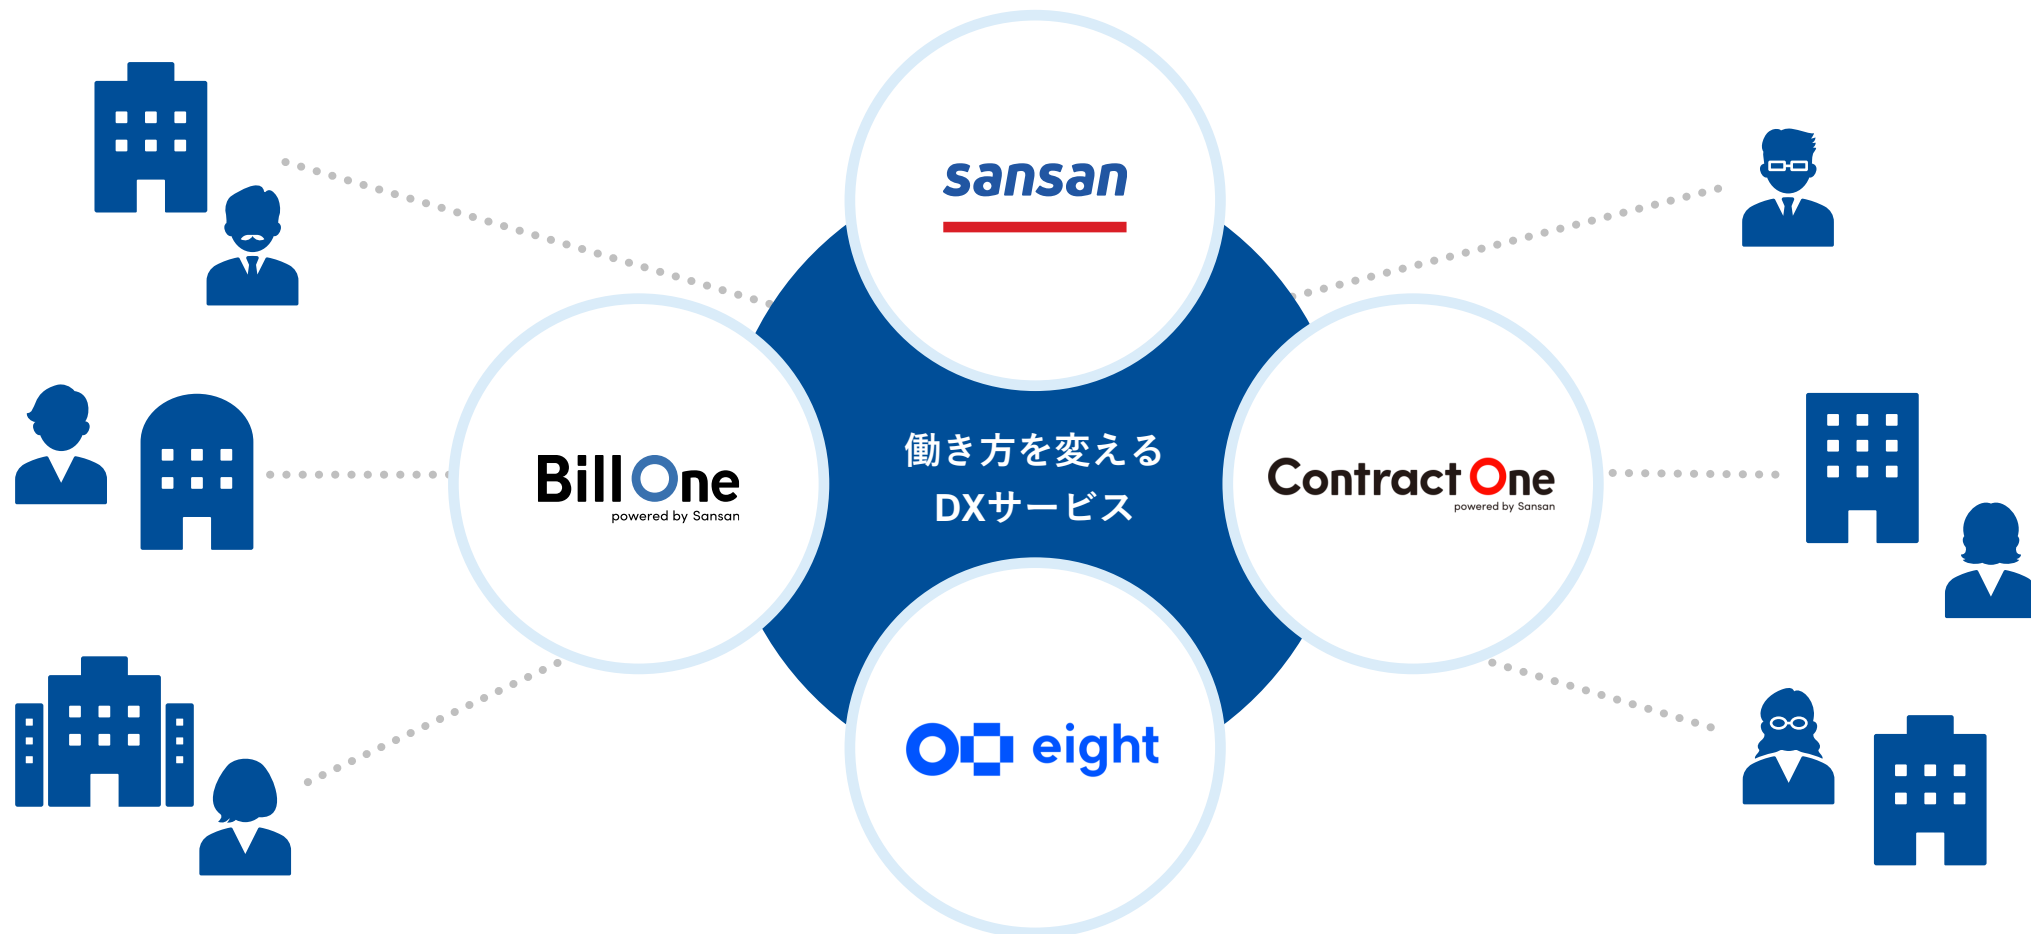 sansan
Bill One
powered by Sansan
働き方を変える
DXサービス
Contract One
powered by Sansan
eight